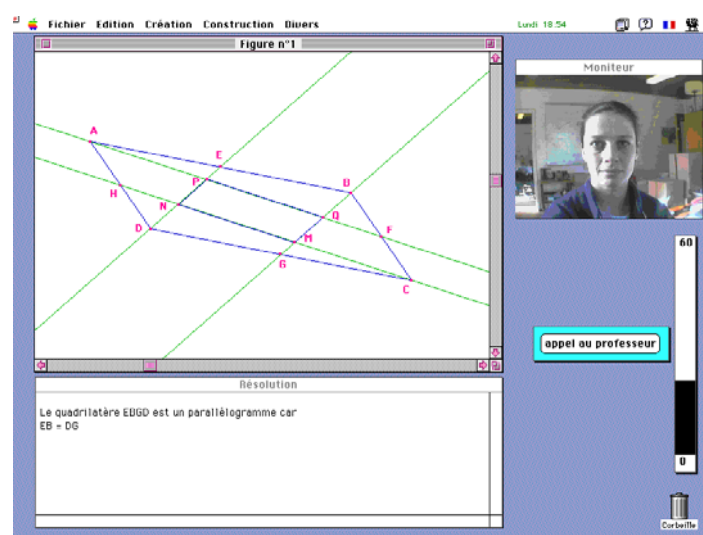 Fichier Edition Création Construction Divers
Lundi 18:54
Figure n°1
A
E
P
B
H
N
Q
D
F
M
G
C
Moniteur
60
appel au professeur
0
Résolution
Le quadrilatère EBGD est un parallèlogramme car
EB = DG
Corbeille